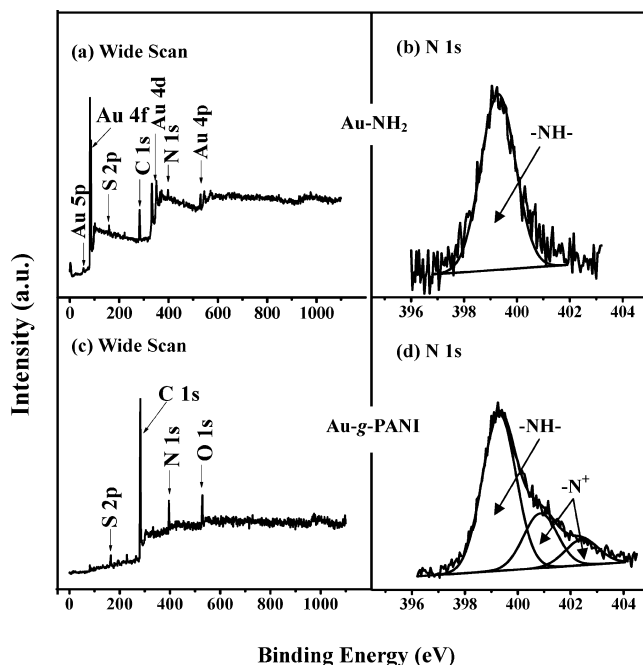 (a) Wide Scan
Au 5p
Au 4f
S 2p
C 1s
Au 4d
N 1s
Au 4p
0 200 400 600 800 1000
(b) N 1s
Au-NH₂
-NH-
396 398 400 402 404
(c) Wide Scan
S 2p
C 1s
N 1s
O 1s
0 200 400 600 800 1000
(d) N 1s
Au-g-PANI
-NH-
-N⁺
396 398 400 402 404
Intensity (a.u.)
Binding Energy (eV)